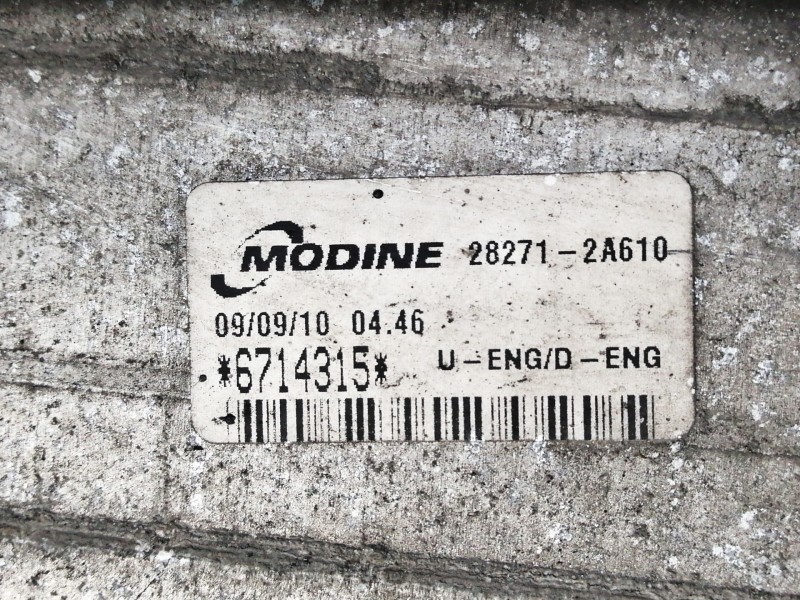 MODINE 28271-2A610
09/09/10 04.46
*6714315* U-ENG/D-ENG